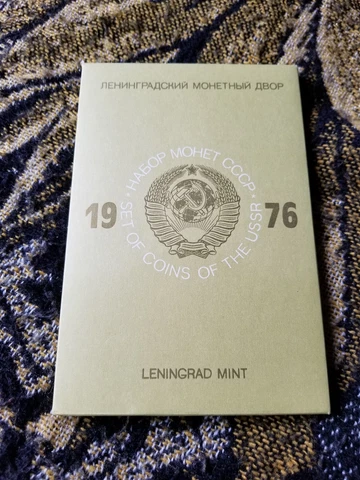 ЛЕНИНГРАДСКИЙ МОНЕТНЫЙ ДВОР
• НАБОР МОНЕТ СССР •
19 76
SET OF COINS OF THE USSR
LENINGRAD MINT